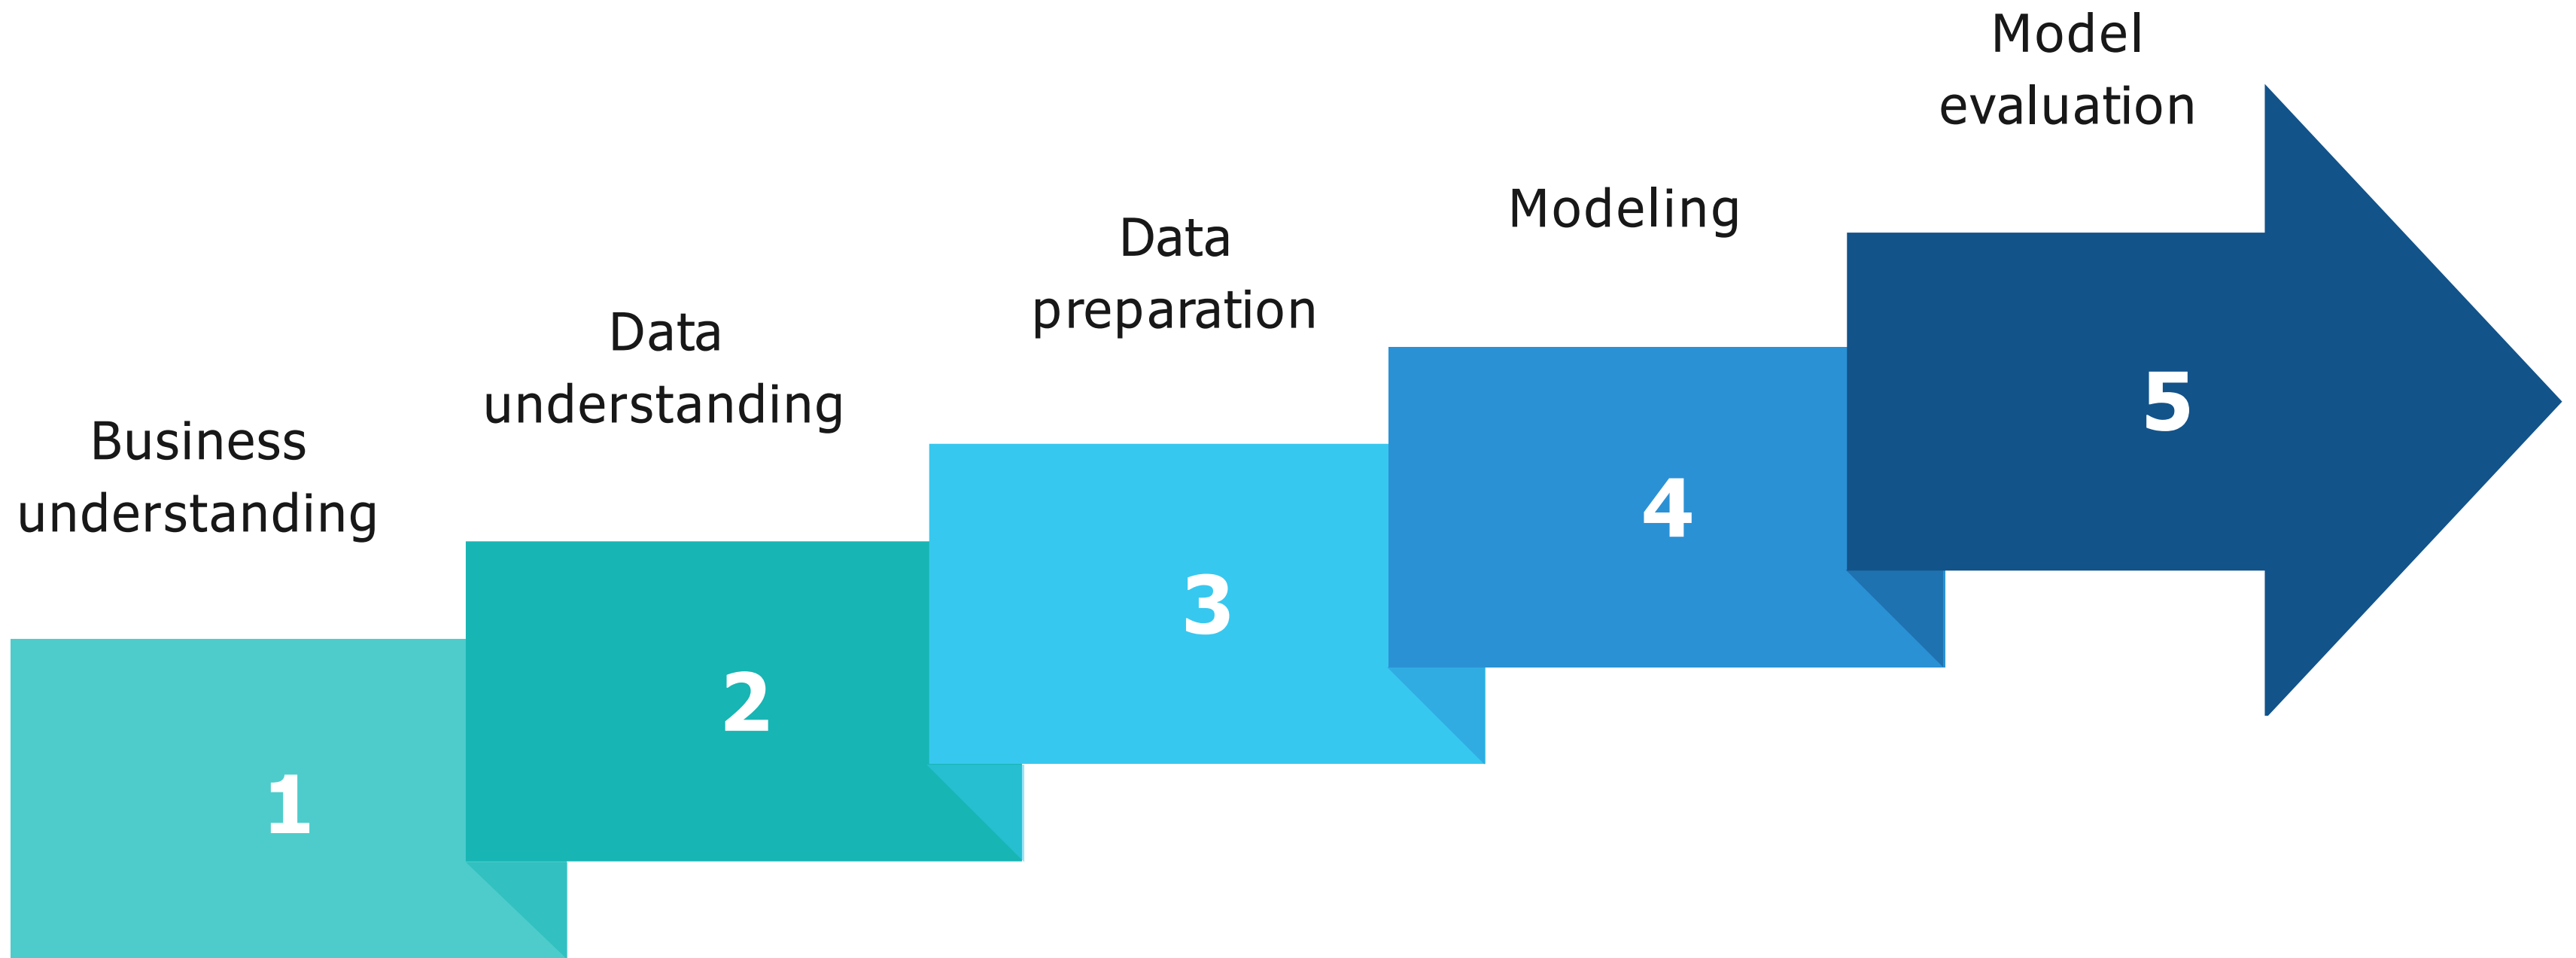 Business
understanding
1
Data
understanding
2
Data
preparation
3
Modeling
4
Model
evaluation
5